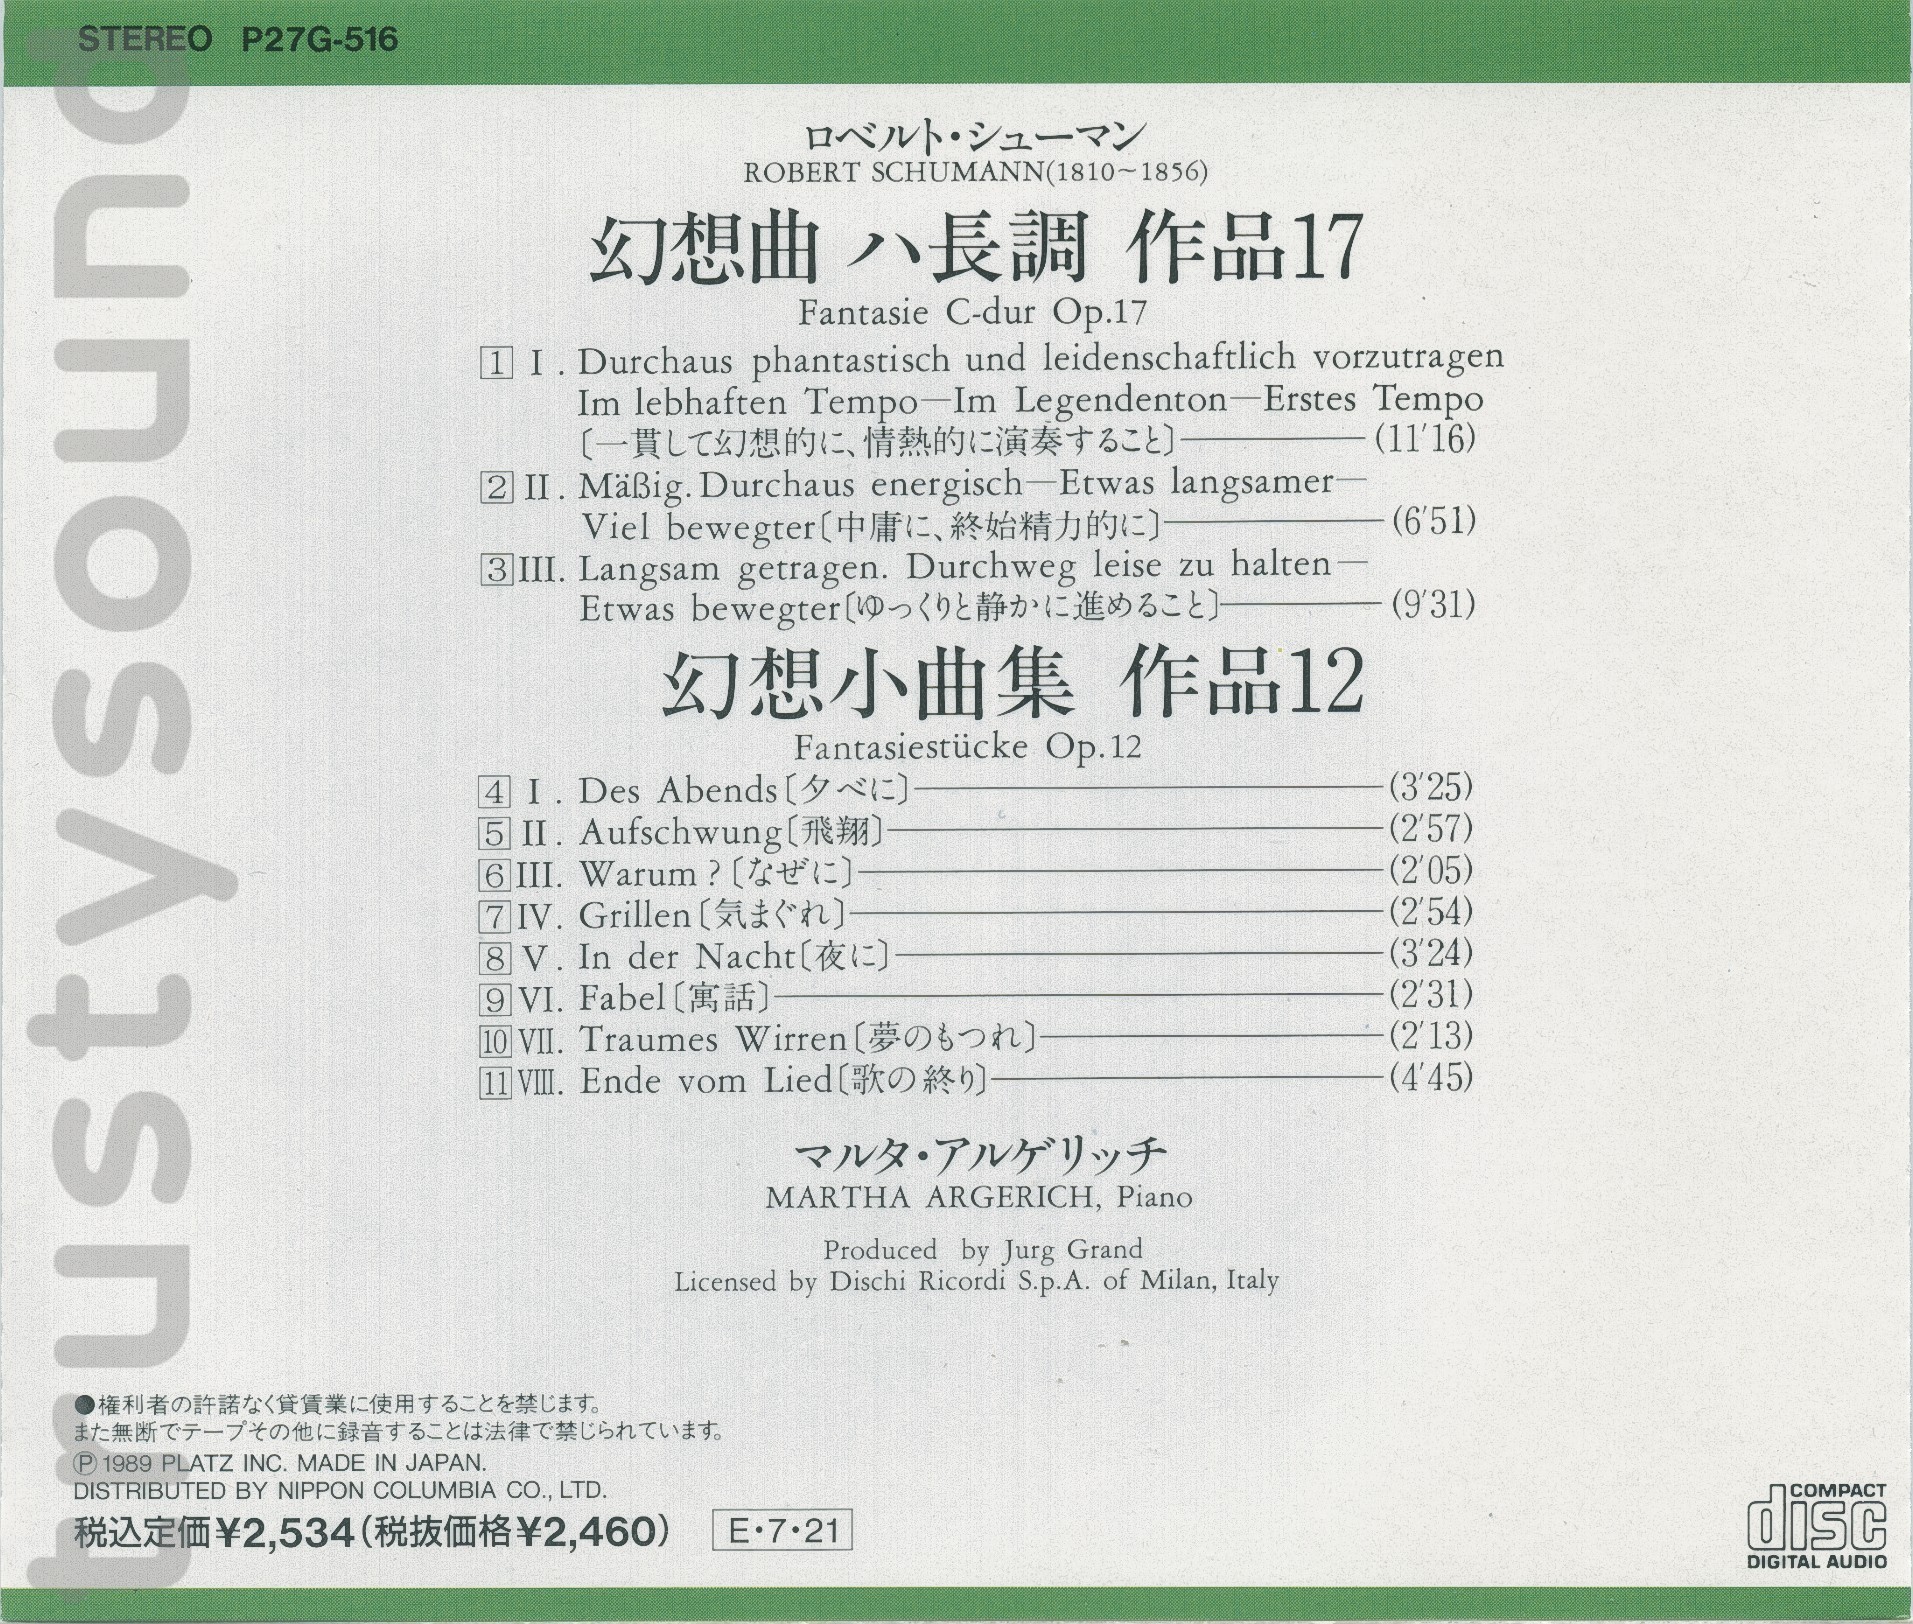 STEREO P27G-516
ロベルト・シューマン
ROBERT SCHUMANN(1810~1856)
幻想曲 ハ長調 作品17
Fantasie C-dur Op.17
1 I. Durchaus phantastisch und leidenschaftlich vorzutragen
Im lebhaften Tempo—Im Legendenton—Erstes Tempo
〔一貫して幻想的に、情熱的に演奏すること〕 (11'16)
2 II. Mäßig. Durchaus energisch—Etwas langsamer—
Viel bewegter〔中庸に、終始精力的に〕 (6'51)
3 III. Langsam getragen. Durchweg leise zu halten—
Etwas bewegter〔ゆっくりと静かに進めること〕 (9'31)
幻想小曲集 作品12
Fantasiestücke Op.12
4 I. Des Abends〔夕べに〕 (3'25)
5 II. Aufschwung〔飛翔〕 (2'57)
6 III. Warum?〔なぜに〕 (2'05)
7 IV. Grillen〔気まぐれ〕 (2'54)
8 V. In der Nacht〔夜に〕 (3'24)
9 VI. Fabel〔寓話〕 (2'31)
10 VII. Traumes Wirren〔夢のもつれ〕 (2'13)
11 VIII. Ende vom Lied〔歌の終り〕 (4'45)
マルタ・アルゲリッチ
MARTHA ARGERICH, Piano
Produced by Jurg Grand
Licensed by Dischi Ricordi S.p.A. of Milan, Italy
●権利者の許諾なく貸賃業に使用することを禁じます。
また無断でテープその他に録音することは法律で禁じられています。
Ⓟ1989 PLATZ INC. MADE IN JAPAN.
DISTRIBUTED BY NIPPON COLUMBIA CO., LTD.
税込定価¥2,534(税抜価格¥2,460)
E・7・21
COMPACT
disc
DIGITAL AUDIO
trustysound